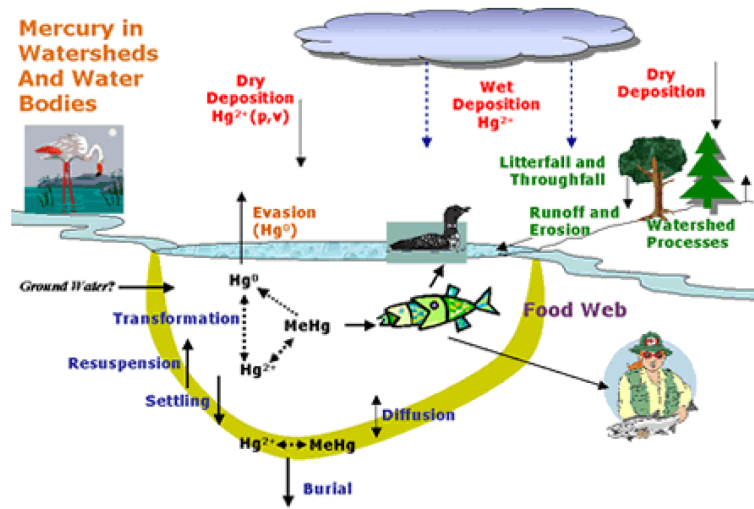 Mercury in
Watersheds
And Water
Bodies
Dry
Deposition
Hg²⁺(p,v)
Wet
Deposition
Hg²⁺
Dry
Deposition
Litterfall and
Throughfall
Runoff and
Erosion
Watershed
Processes
Evasion
(Hg⁰)
Ground Water?
Hg⁰
Transformation
MeHg
Food Web
Hg²⁺
Resuspension
Settling
Diffusion
Hg²⁺ MeHg
Burial